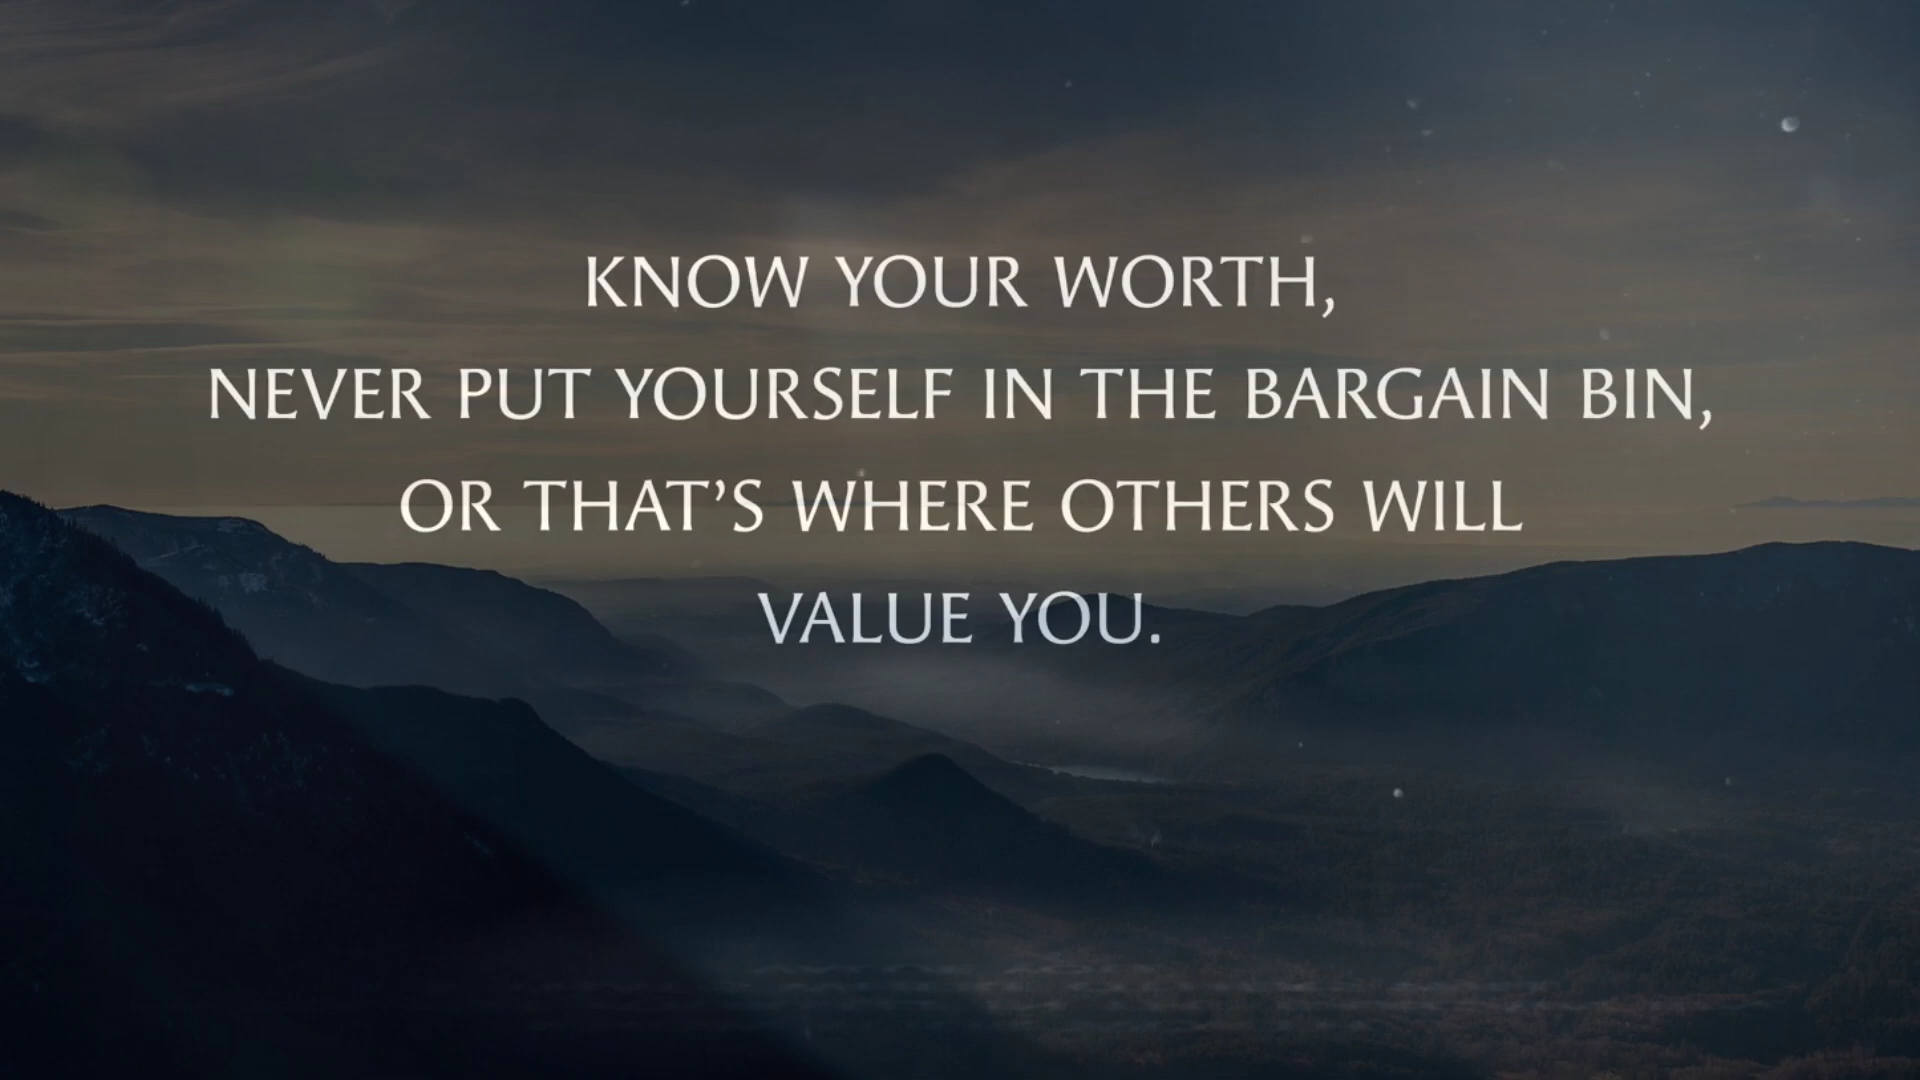 KNOW YOUR WORTH,
NEVER PUT YOURSELF IN THE BARGAIN BIN,
OR THAT’S WHERE OTHERS WILL
VALUE YOU.